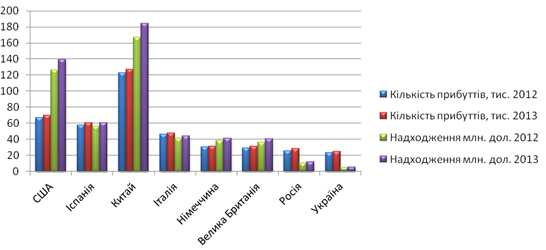 200
180
160
140
120
100
80
60
40
20
0
США
Іспанія
Китай
Італія
Німеччина
Велика Британія
Росія
Україна
Кількість прибуттів, тис. 2012
Кількість прибуттів, тис. 2013
Надходження млн. дол. 2012
Надходження млн. дол. 2013